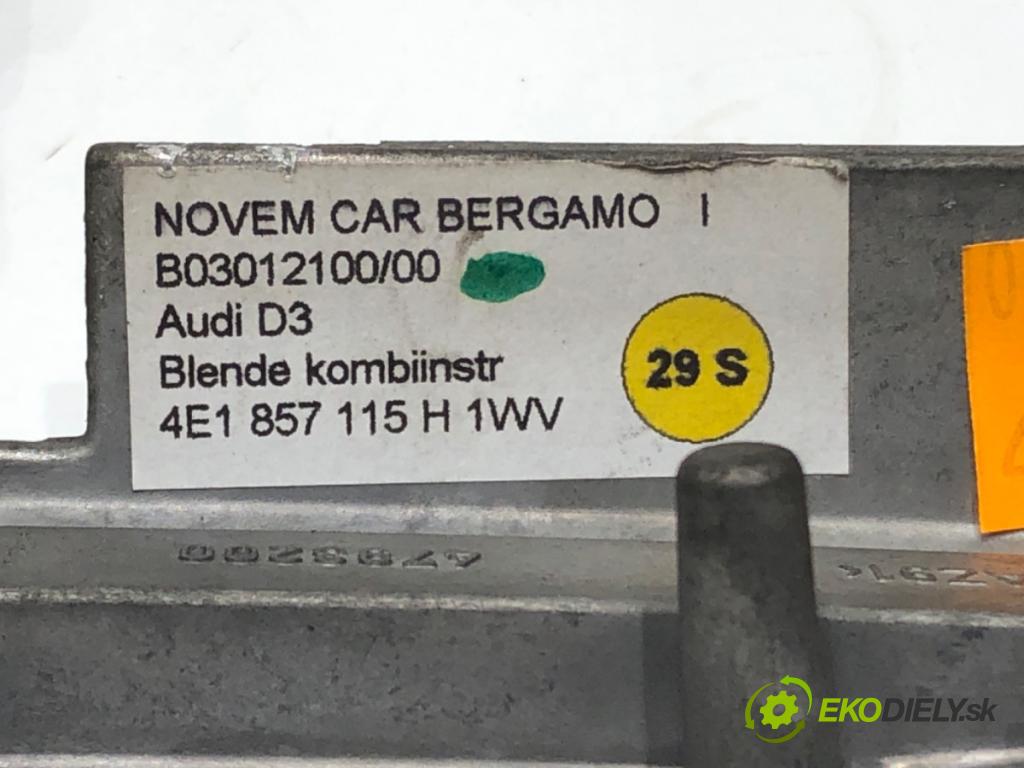 NOVEM CAR BERGAMO I
B03012100/00
Audi D3
Blende kombiinstr
4E1 857 115 H 1WV
29 S
EKODIELY.sk